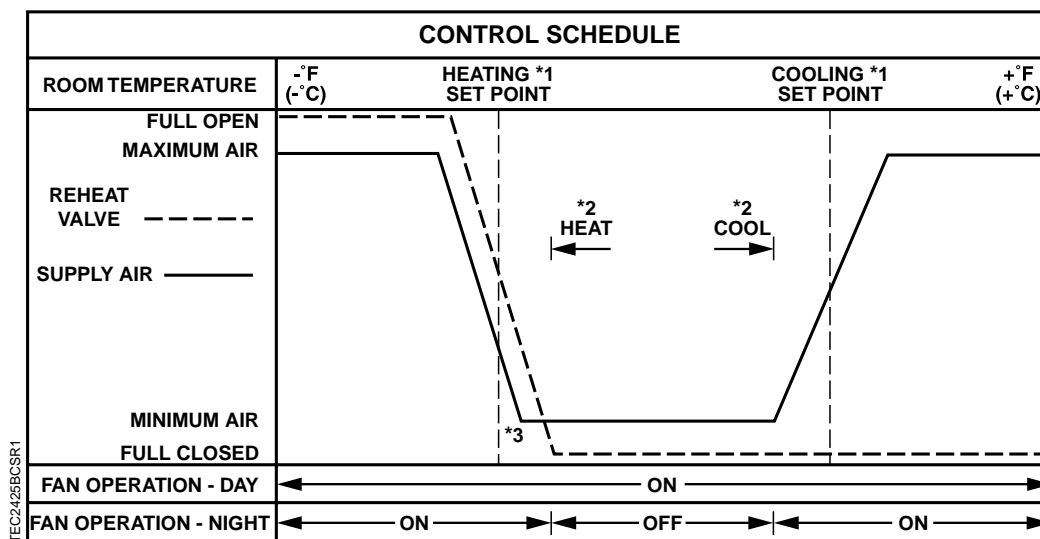 CONTROL SCHEDULE
ROOM TEMPERATURE
-°F
(-°C)
HEATING *1
SET POINT
COOLING *1
SET POINT
+°F
(+°C)
FULL OPEN
MAXIMUM AIR
REHEAT
VALVE
*2
HEAT
*2
COOL
SUPPLY AIR
MINIMUM AIR
*3
FULL CLOSED
FAN OPERATION - DAY
ON
FAN OPERATION - NIGHT
ON
OFF
ON
TEC2425BCSR1